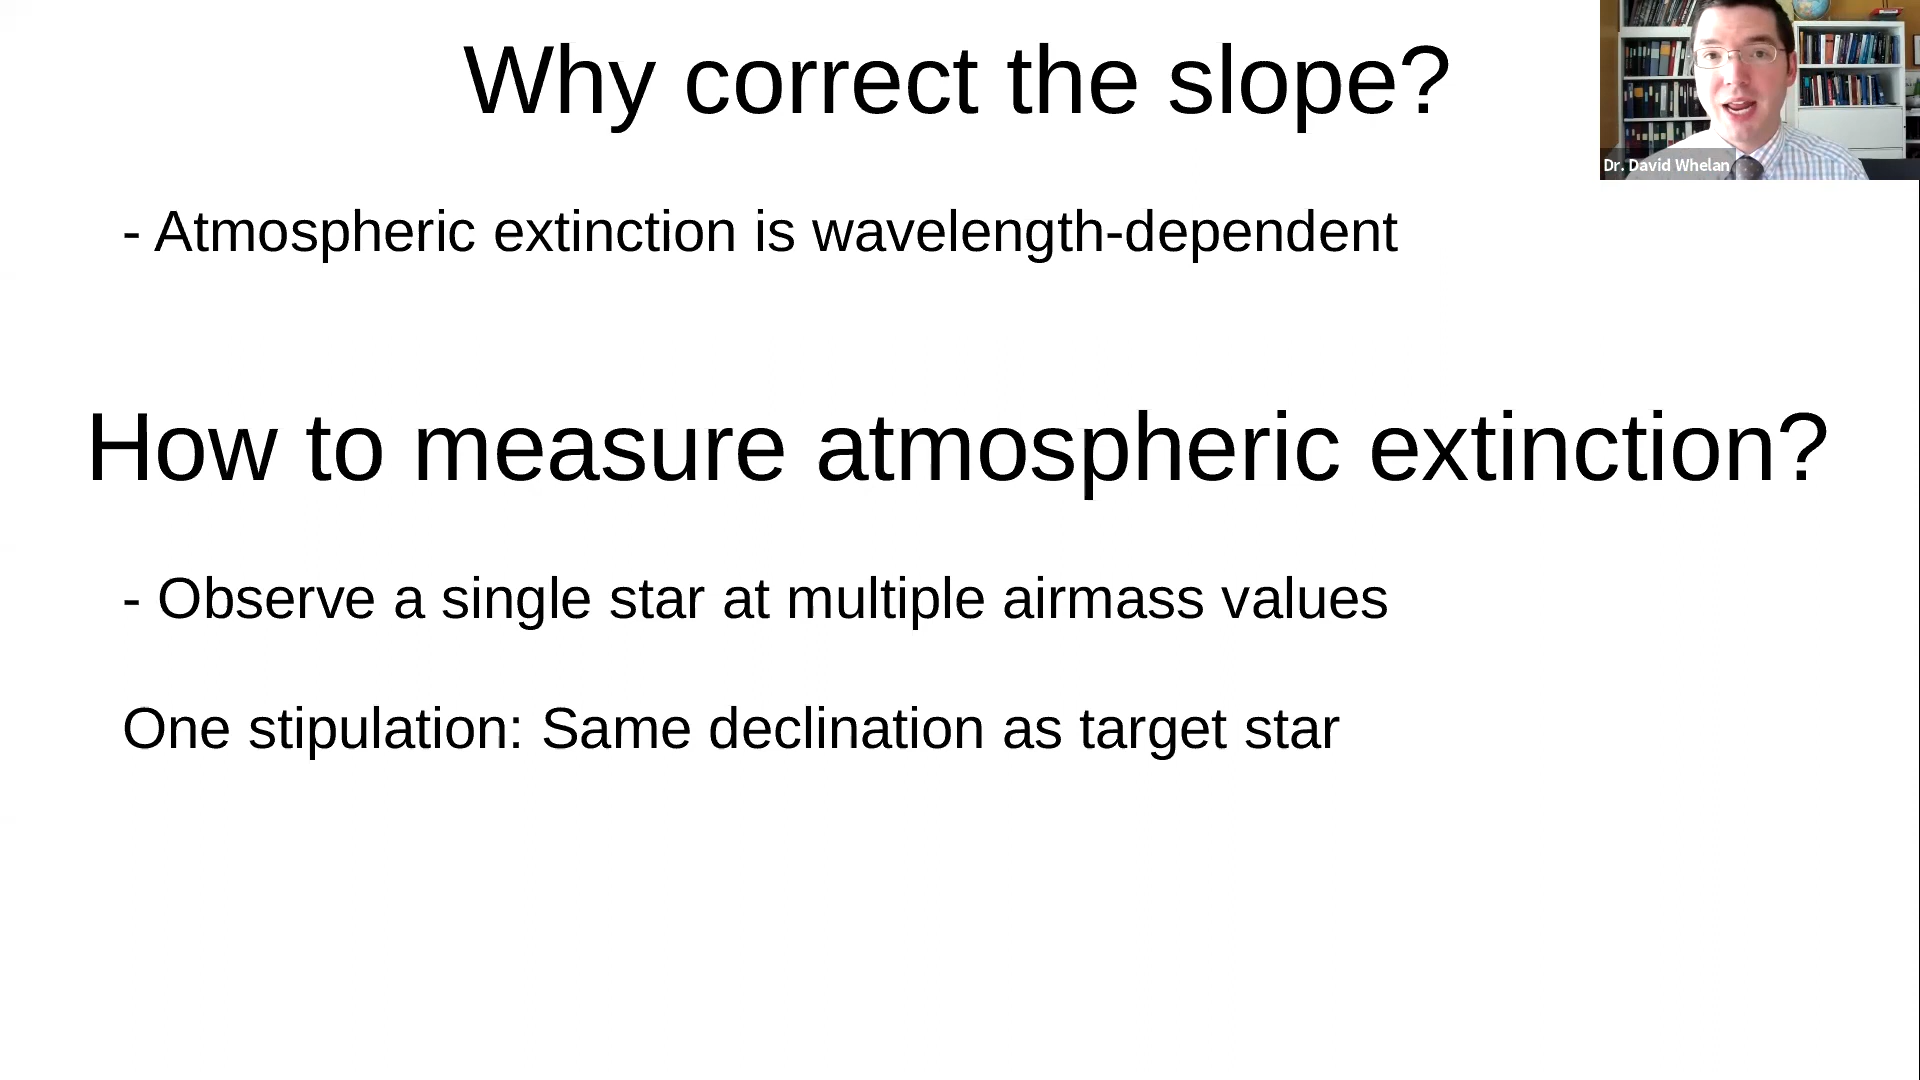 Why correct the slope?
Dr. David Whelan
- Atmospheric extinction is wavelength-dependent
How to measure atmospheric extinction?
- Observe a single star at multiple airmass values
One stipulation: Same declination as target star